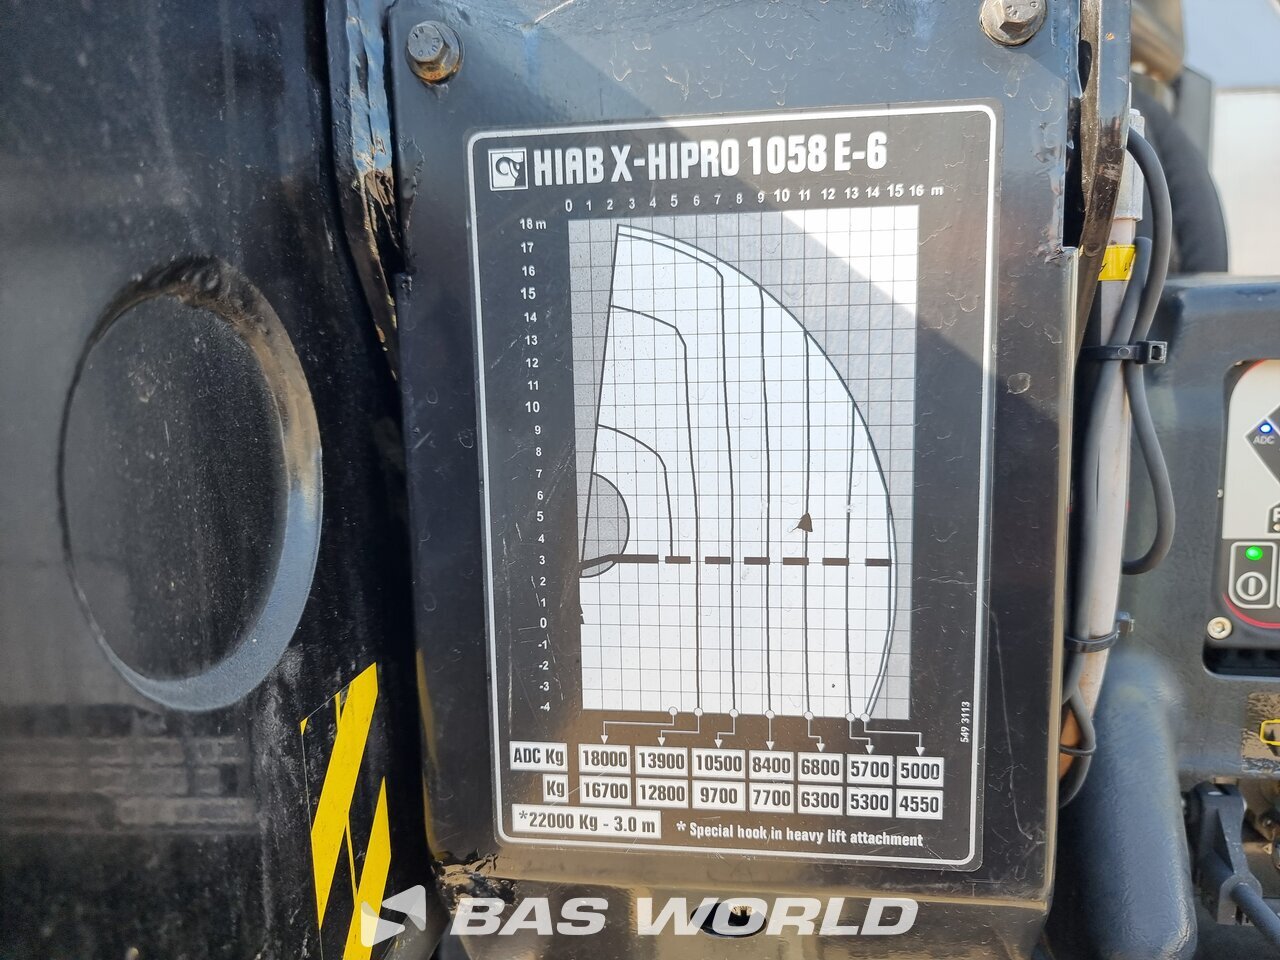 HIAB X-HIPRO 1058 E-6
0 1 2 3 4 5 6 7 8 9 10 11 12 13 14 15 16 m
18 m
17
16
15
14
13
12
11
10
9
8
7
6
5
4
3
2
1
0
-1
-2
-3
-4
ADC Kg 18000 13900 10500 8400 6800 5700 5000
Kg 16700 12800 9700 7700 6300 5300 4550
*22000 Kg - 3.0 m * Special hook in heavy lift attachment
549 3113
ADC
BAS WORLD